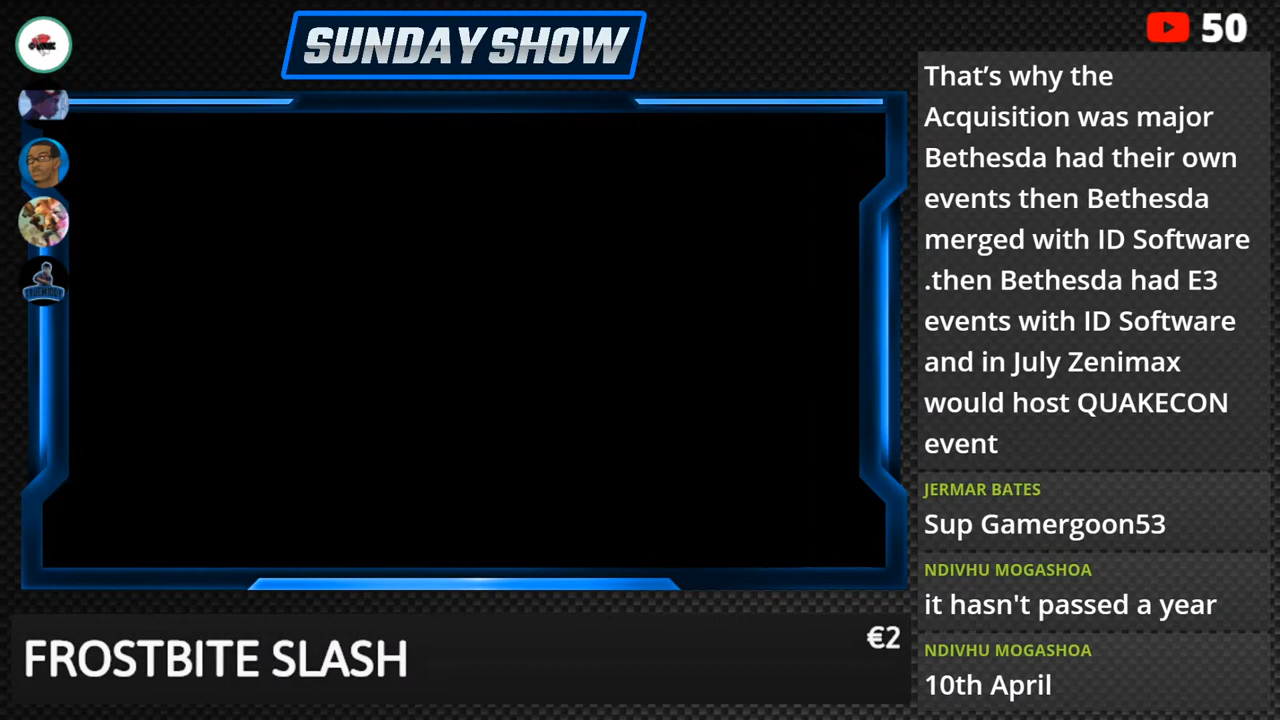 SUNDAY SHOW
50
That’s why the
Acquisition was major
Bethesda had their own
events then Bethesda
merged with ID Software
.then Bethesda had E3
events with ID Software
and in July Zenimax
would host QUAKECON
event
JERMAR BATES
Sup Gamergoon53
NDIVHU MOGASHOA
it hasn't passed a year
NDIVHU MOGASHOA
10th April
FROSTBITE SLASH
€2